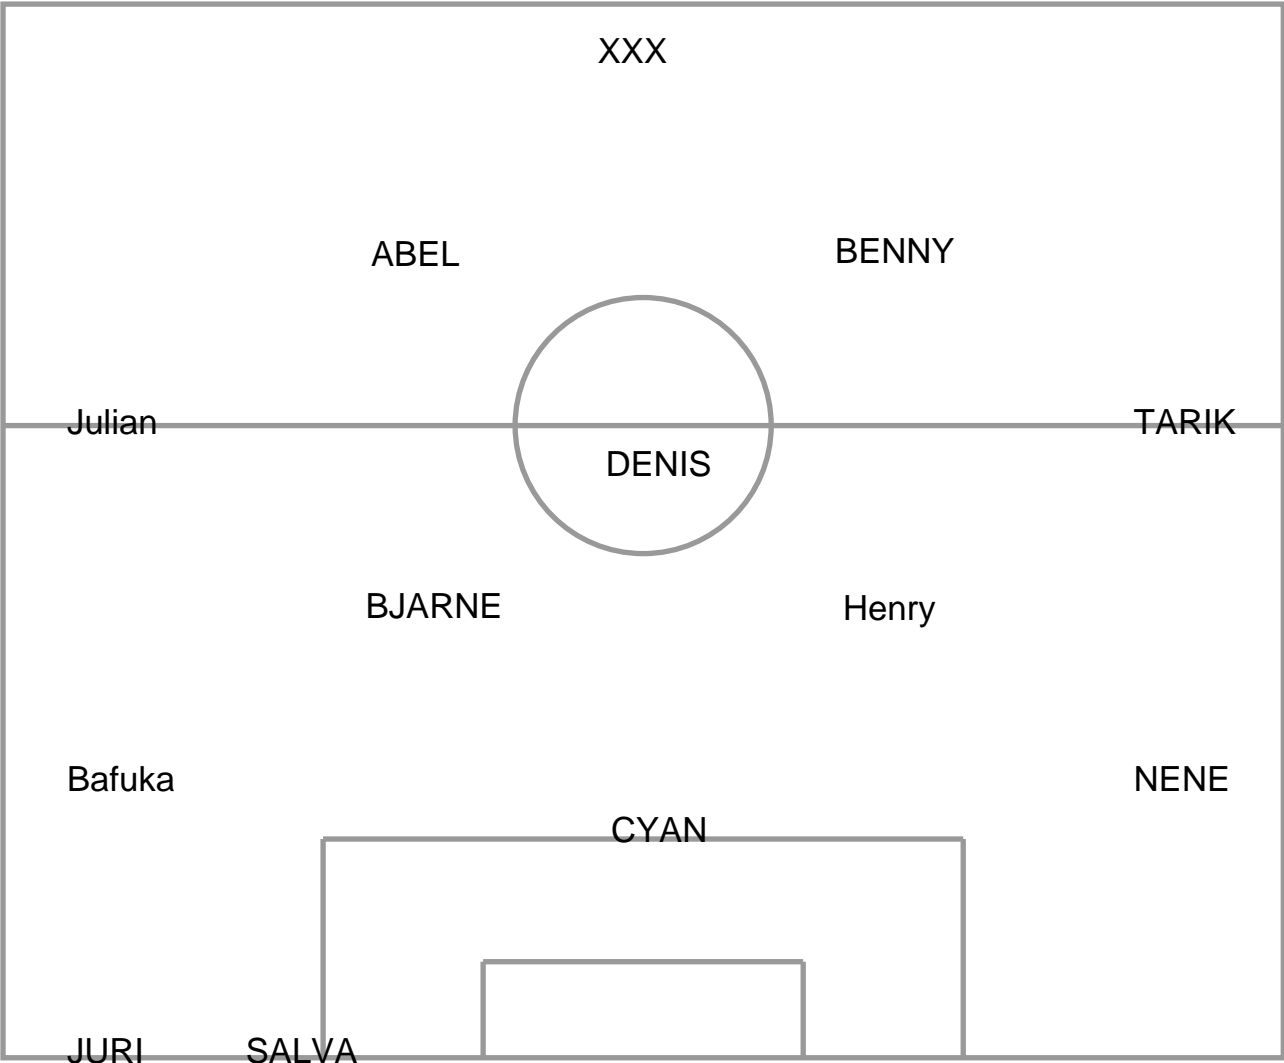 XXX
ABEL BENNY
Julian TARIK
DENIS
BJARNE Henry
Bafuka NENE
CYAN
JURI SALVA